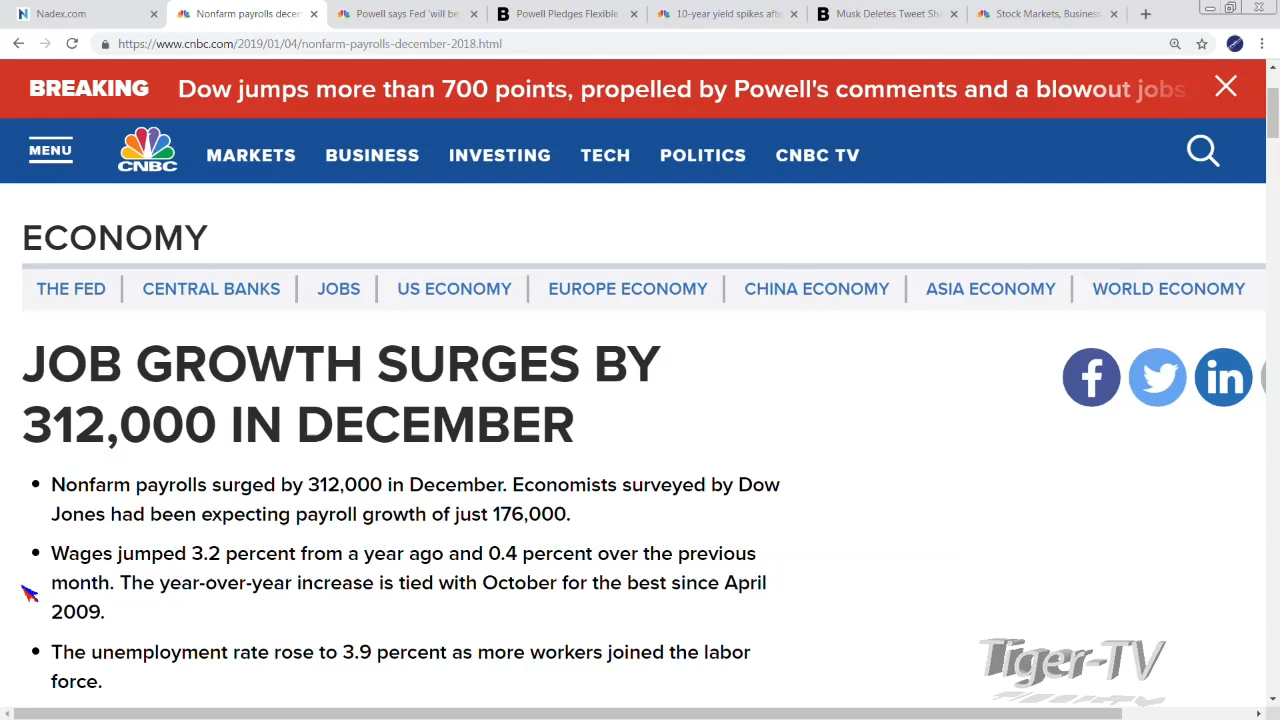 Nadex.com
Nonfarm payrolls decem
Powell says Fed 'will be
Powell Pledges Flexible
10-year yield spikes afte
Musk Deletes Tweet Sha
Stock Markets, Business
https://www.cnbc.com/2019/01/04/nonfarm-payrolls-december-2018.html
BREAKING Dow jumps more than 700 points, propelled by Powell's comments and a blowout jobs
MENU CNBC MARKETS BUSINESS INVESTING TECH POLITICS CNBC TV
ECONOMY
THE FED CENTRAL BANKS JOBS US ECONOMY EUROPE ECONOMY CHINA ECONOMY ASIA ECONOMY WORLD ECONOMY
JOB GROWTH SURGES BY
312,000 IN DECEMBER
• Nonfarm payrolls surged by 312,000 in December. Economists surveyed by Dow
Jones had been expecting payroll growth of just 176,000.
• Wages jumped 3.2 percent from a year ago and 0.4 percent over the previous
month. The year-over-year increase is tied with October for the best since April
2009.
• The unemployment rate rose to 3.9 percent as more workers joined the labor
force.
Tiger-TV